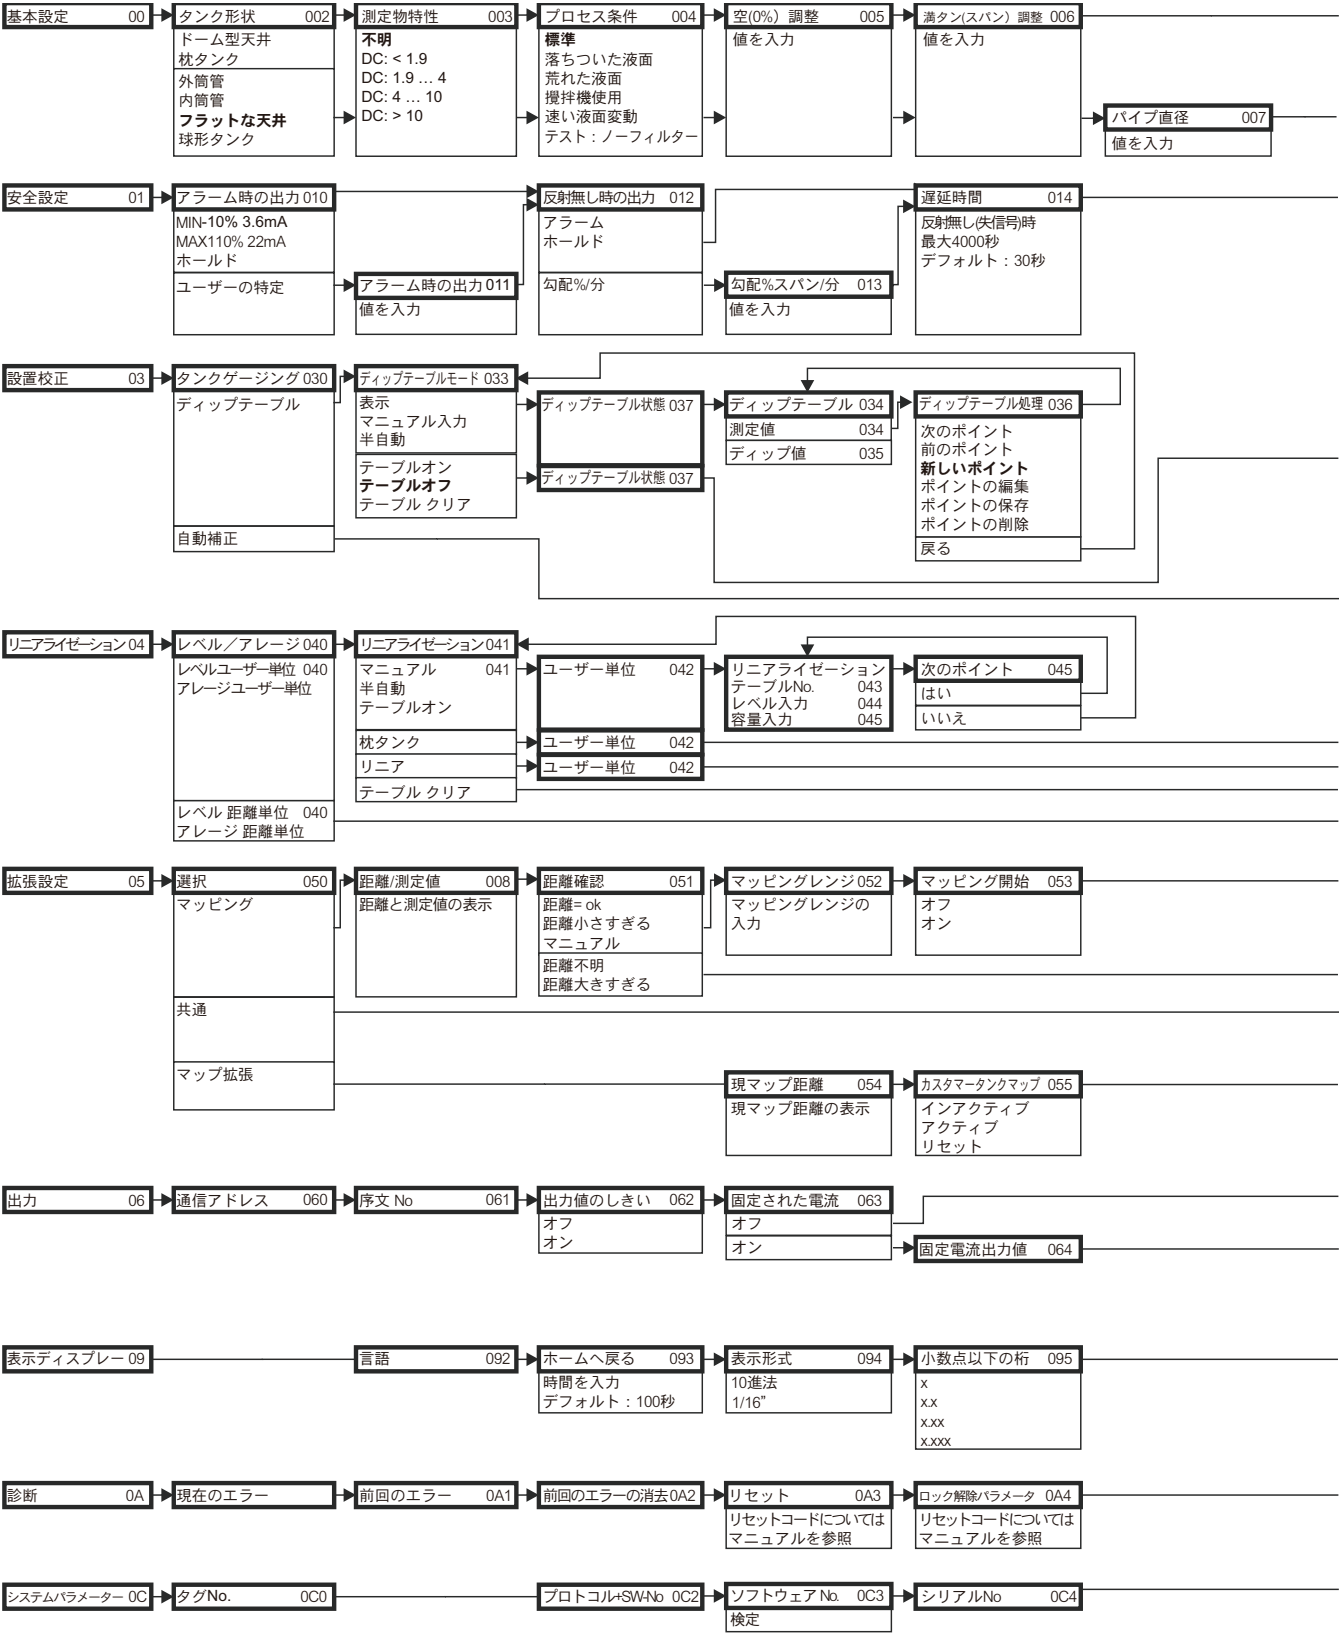 基本設定 00
タンク形状 002
ドーム型天井
枕タンク
外筒管
内筒管
フラットな天井
球形タンク
測定物特性 003
不明
DC: < 1.9
DC: 1.9 … 4
DC: 4 … 10
DC: > 10
プロセス条件 004
標準
落ちついた液面
荒れた液面
攪拌機使用
速い液面変動
テスト：ノーフィルター
空(0%）調整 005
値を入力
満タン(スパン）調整 006
値を入力
パイプ直径 007
値を入力
安全設定 01
アラーム時の出力 010
MIN-10% 3.6mA
MAX110% 22mA
ホールド
ユーザーの特定
アラーム時の出力 011
値を入力
反射無し時の出力 012
アラーム
ホールド
勾配%/分
勾配%スパン/分 013
値を入力
遅延時間 014
反射無し(失信号)時
最大4000秒
デフォルト：30秒
設置校正 03
タンクゲージング 030
ディップテーブル
自動補正
ディップテーブルモード 033
表示
マニュアル入力
半自動
テーブルオン
テーブルオフ
テーブル クリア
ディップテーブル状態 037
ディップテーブル状態 037
ディップテーブル 034
測定値 034
ディップ値 035
ディップテーブル処理 036
次のポイント
前のポイント
新しいポイント
ポイントの編集
ポイントの保存
ポイントの削除
戻る
リニアライゼーション 04
レベル／アレージ 040
レベルユーザー単位 040
アレージユーザー単位
レベル 距離単位 040
アレージ 距離単位
リニアライゼーション 041
マニュアル 041
半自動
テーブルオン
枕タンク
リニア
テーブル クリア
ユーザー単位 042
ユーザー単位 042
ユーザー単位 042
リニアライゼーション
テーブルNo. 043
レベル入力 044
容量入力 045
次のポイント 045
はい
いいえ
拡張設定 05
選択 050
マッピング
共通
マップ拡張
距離/測定値 008
距離と測定値の表示
距離確認 051
距離= ok
距離小さすぎる
マニュアル
距離不明
距離大きすぎる
マッピングレンジ 052
マッピングレンジの
入力
マッピング開始 053
オフ
オン
現マップ距離 054
現マップ距離の表示
カスタマータンクマップ 055
インアクティブ
アクティブ
リセット
出力 06
通信アドレス 060
序文 No 061
出力値のしきい 062
オフ
オン
固定された電流 063
オフ
オン
固定電流出力値 064
表示ディスプレー 09
言語 092
ホームへ戻る 093
時間を入力
デフォルト：100秒
表示形式 094
10進法
1/16”
小数点以下の桁 095
x
x.x
x.xx
x.xxx
診断 0A
現在のエラー
前回のエラー 0A1
前回のエラーの消去 0A2
リセット 0A3
リセットコードについては
マニュアルを参照
ロック解除パラメータ 0A4
リセットコードについては
マニュアルを参照
システムパラメーター 0C
タグNo. 0C0
プロトコル+SW-No 0C2
ソフトウェア No. 0C3
検定
シリアルNo 0C4